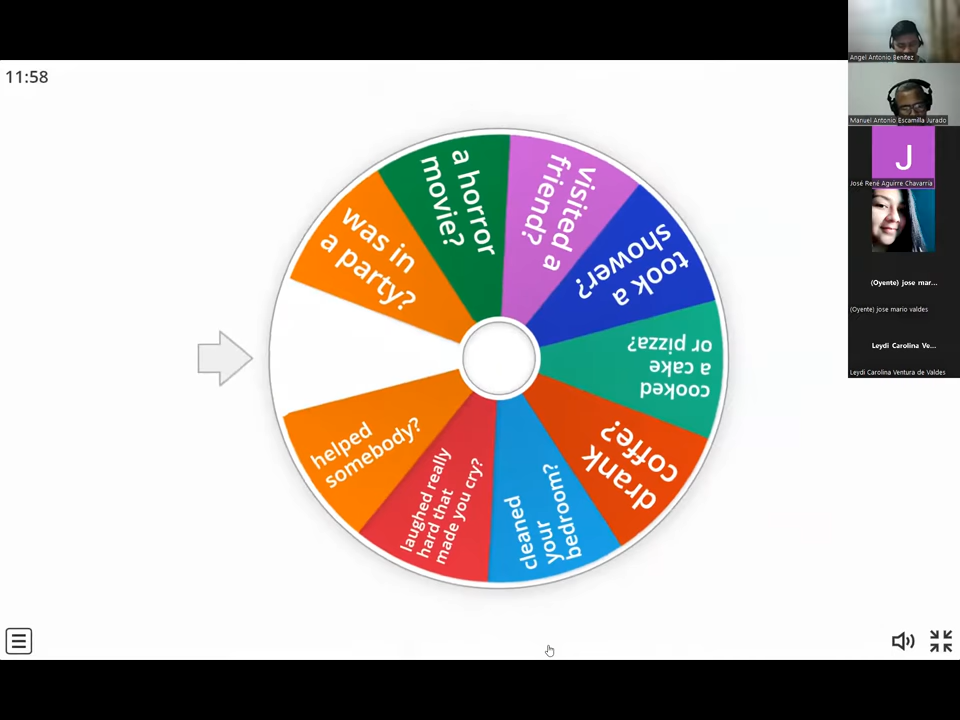 11:58
a horror
movie?
visited a
friend?
took a
shower?
cooked
a cake
or pizza?
drank
coffe?
cleaned
your
bedroom?
laughed really
hard that
made you cry?
helped
somebody?
was in
a party?
Angel Antonio Benítez
Manuel Antonio Escamilla Jurado
J
José René Aguirre Chavarría
(Oyente) jose mar...
(Oyente) jose mario valdes
Leydi Carolina Ve...
Leydi Carolina Ventura de Valdes